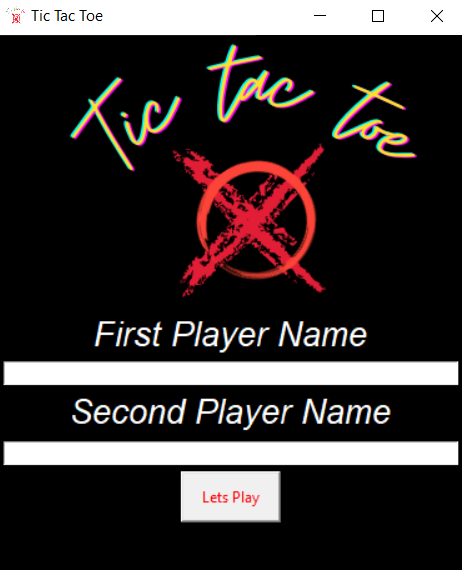 Tic Tac Toe
Tic tac toe
First Player Name
Second Player Name
Lets Play